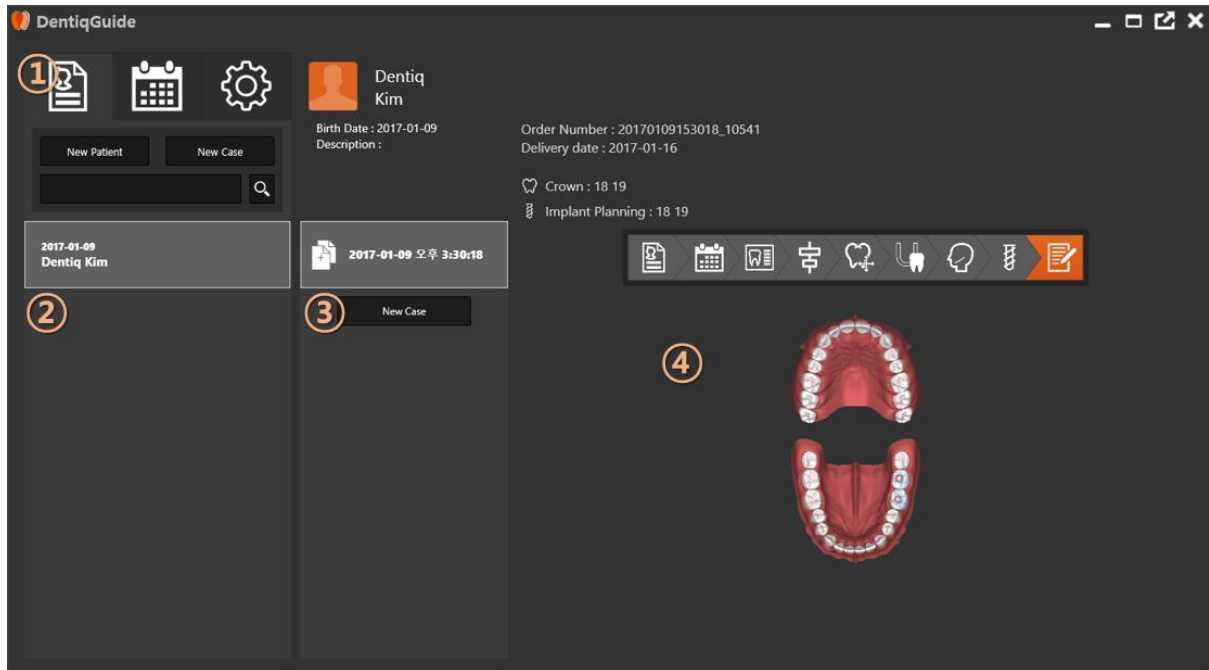 DentiqGuide
①
Dentiq
Kim
Birth Date : 2017-01-09
Description :
Order Number : 20170109153018_10541
Delivery date : 2017-01-16
Crown : 18 19
Implant Planning : 18 19
New Patient
New Case
2017-01-09
Dentiq Kim
②
2017-01-09 오후 3:30:18
③
New Case
④